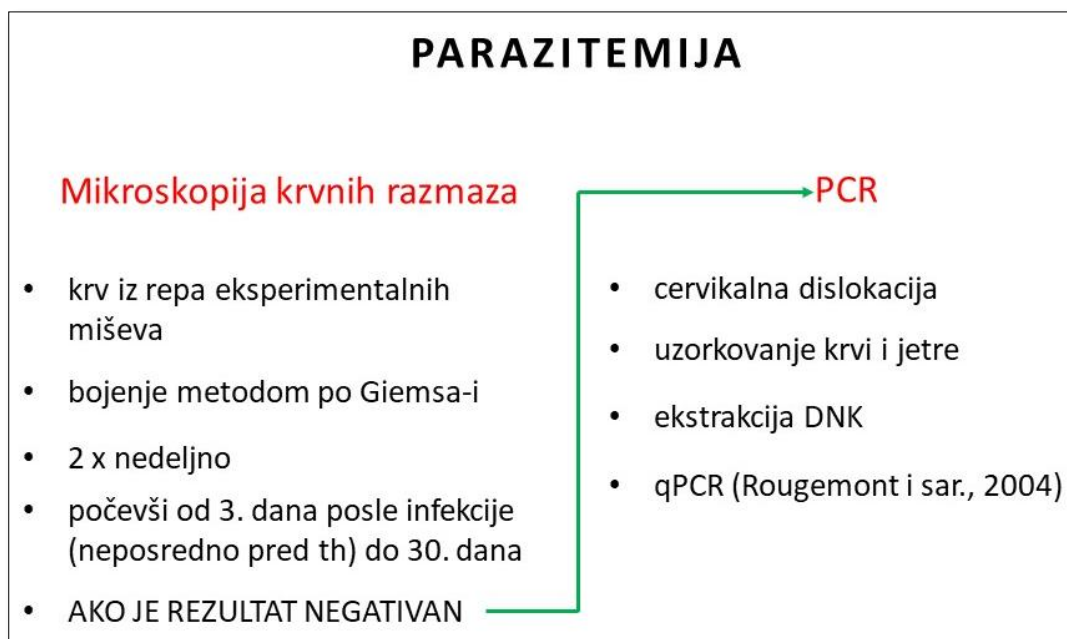 PARAZITEMIJA
Mikroskopija krvnih razmaza
• krv iz repa eksperimentalnih
miševa
• bojenje metodom po Giemsa-i
• 2 x nedeljno
• počevši od 3. dana posle infekcije
(neposredno pred th) do 30. dana
• AKO JE REZULTAT NEGATIVAN
PCR
• cervikalna dislokacija
• uzorkovanje krvi i jetre
• ekstrakcija DNK
• qPCR (Rougemont i sar., 2004)